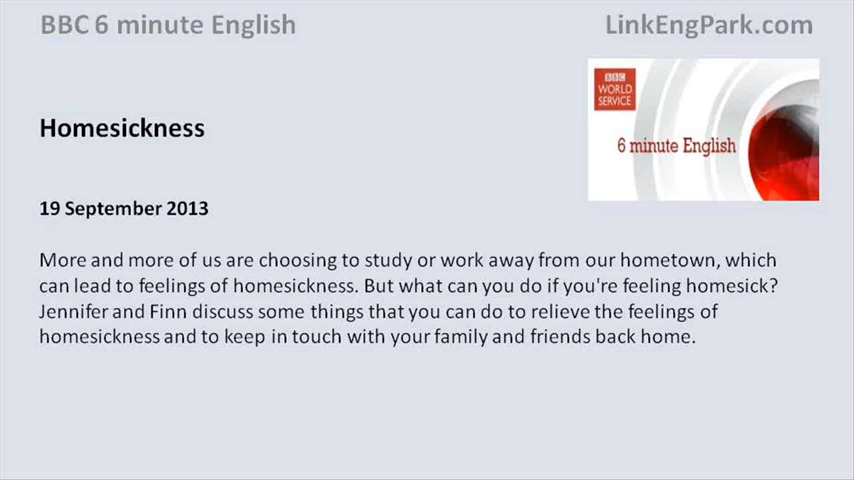 BBC 6 minute English
LinkEngPark.com
BBC
WORLD
SERVICE
6 minute English
Homesickness
19 September 2013
More and more of us are choosing to study or work away from our hometown, which
can lead to feelings of homesickness. But what can you do if you're feeling homesick?
Jennifer and Finn discuss some things that you can do to relieve the feelings of
homesickness and to keep in touch with your family and friends back home.